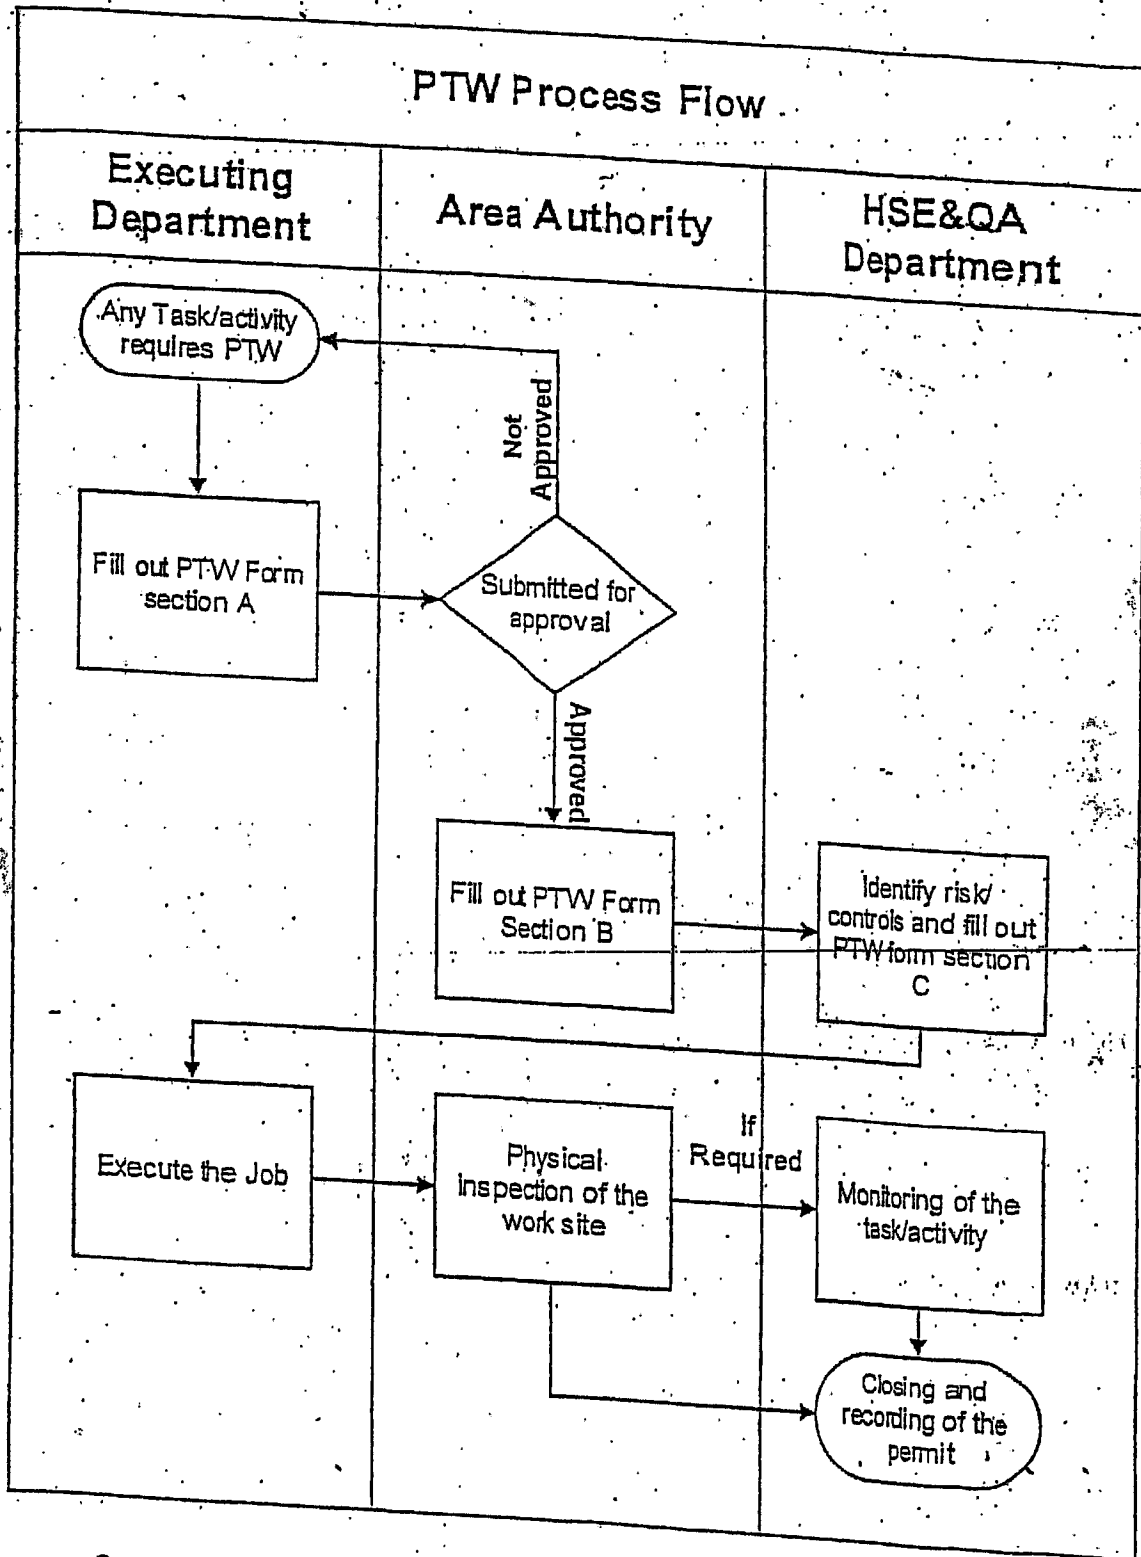 PTW Process Flow
Executing
Department
Area Authority
HSE&QA
Department
Any Task/activity
requires PTW
Not
Approved
Fill out PTW Form
section A
Submitted for
approval
Approved
Fill out PTW Form
Section B
Identify risk/
controls and fill out
PTW form section
C
Execute the Job
Physical
inspection of the
work site
If
Required
Monitoring of the
task/activity
Closing and
recording of the
permit